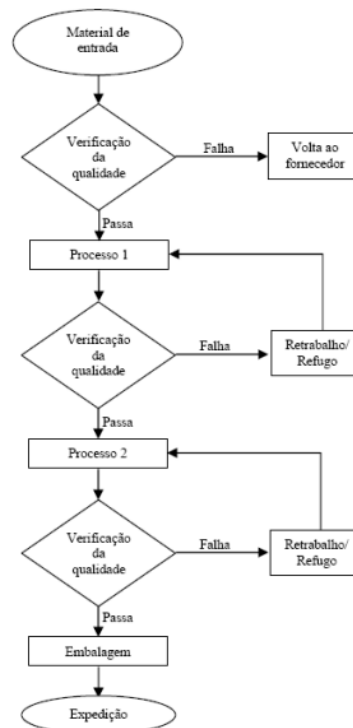 Material de
entrada
Verificação
da
qualidade
Falha
Volta ao
fornecedor
Passa
Processo 1
Verificação
da
qualidade
Falha
Retrabalho/
Refugo
Passa
Processo 2
Verificação
da
qualidade
Falha
Retrabalho/
Refugo
Passa
Embalagem
Expedição